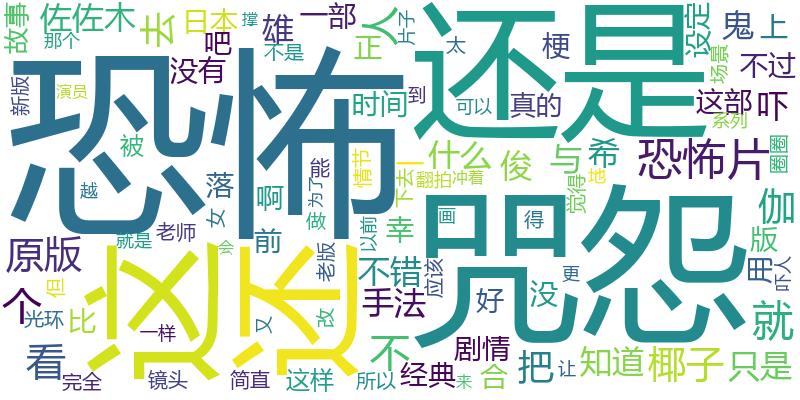 故事
佐佐木
那个
去
日本
吧
没有
撑
雄
不是
一部
正
人
片子
还是
太
梗
设定
场景
鬼
上
不过
新版
演员
恐怖
时间
到
可以
真的
这部
吓
系列
被
越
落
女
啊
能
为了
情节
一
下去
什么
翻拍
冲着
俊
与
希
觉得
地
恐怖片
圈圈
伽
原版
就是
老师
会
前
做
老版
以前
幸
画
得
咒怨
版
用
吓人
个
但
光环
比
这
还
又
改
不错
应该
手法
好
没
更
就
看
完全
一样
镜头
简直
这样
不
所以
经典
剧情
来
合
把
让
知道
椰子
只是